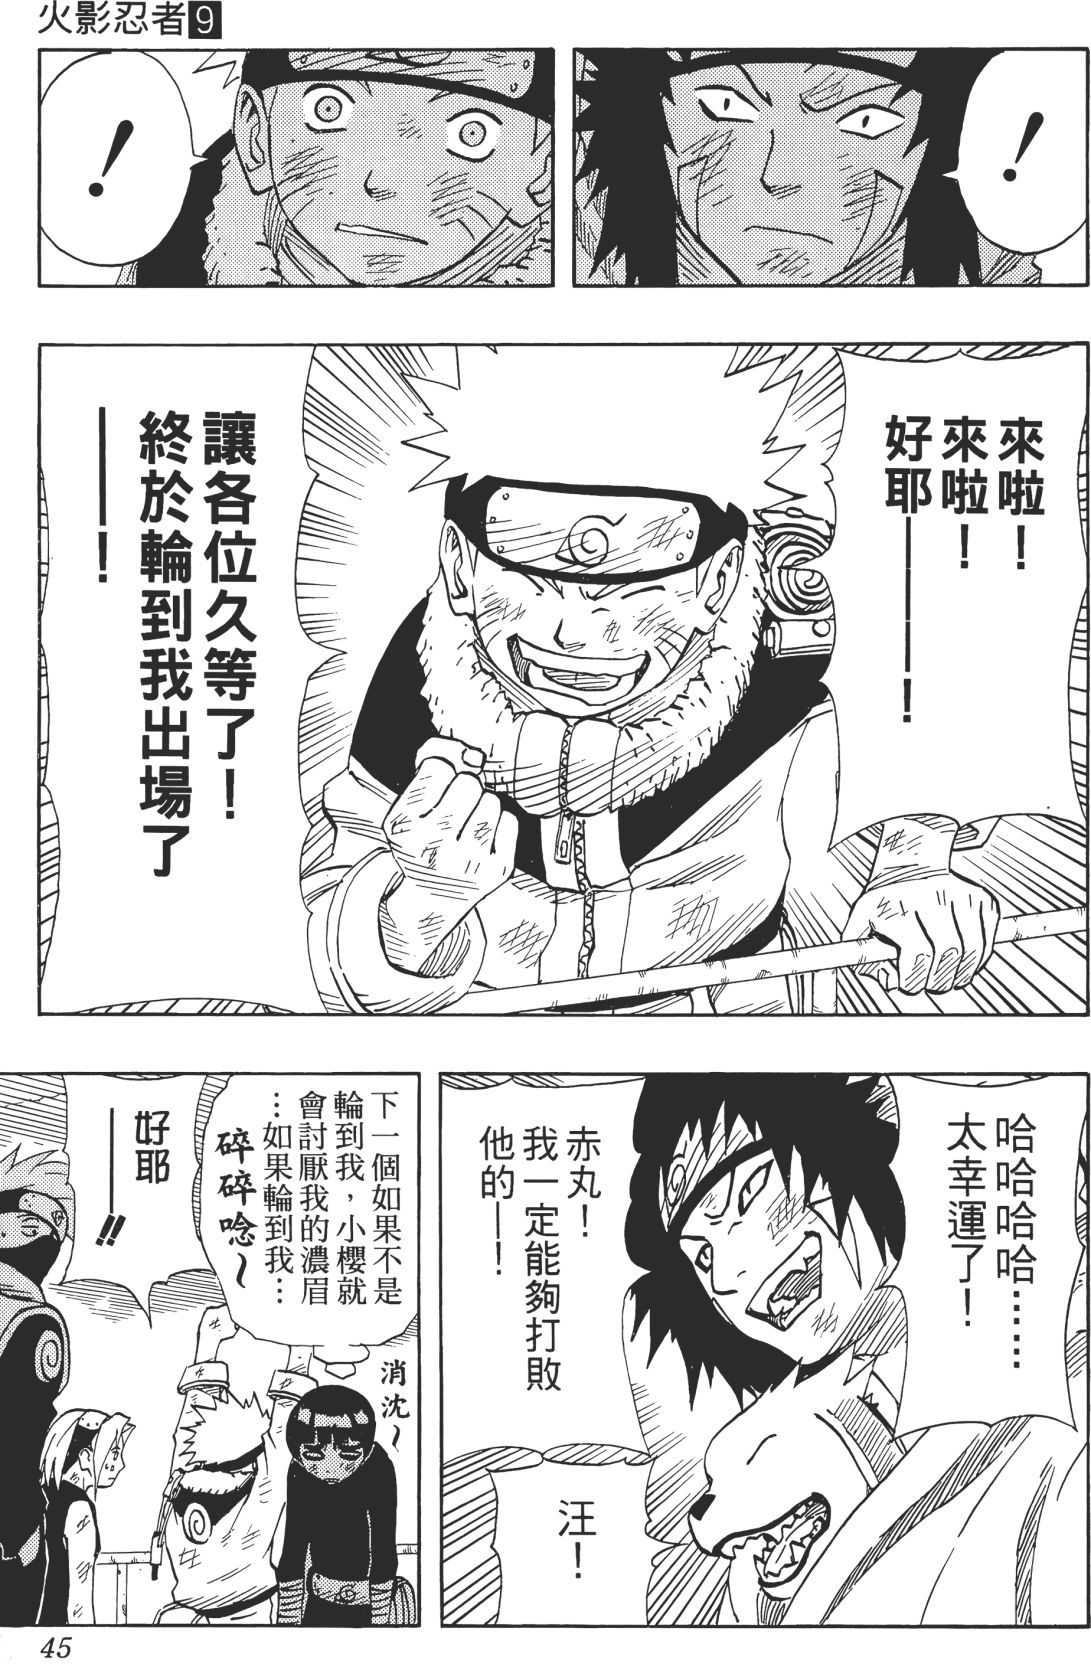 火影忍者9
！
！
來啦！
來啦！
好耶———！
讓各位久等了！
終於輪到我出場了
———！
哈哈哈哈……
太幸運了！
赤丸！
我一定能夠打敗
他的—！
汪！
下一個如果不是
輪到我，小櫻就
會討厭我的濃眉
…如果輪到我…
碎碎唸～
消沈～
好耶
——!!
45